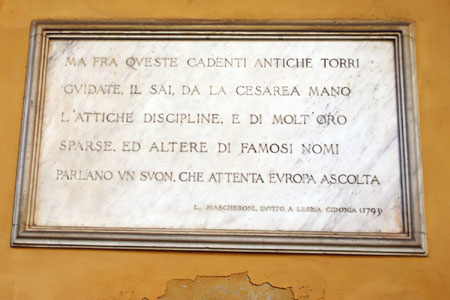 MA FRA QVESTE CADENTI ANTICHE TORRI
GVIDATE, IL SAI, DA LA CESAREA MANO
L'ATTICHE DISCIPLINE, E DI MOLT'ORO
SPARSE, ED ALTERE DI FAMOSI NOMI
PARLANO VN SVON, CHE ATTENTA EVROPA ASCOLTA
L. MASCHERONI, INVITO A LESBIA CIDONIA (1793)